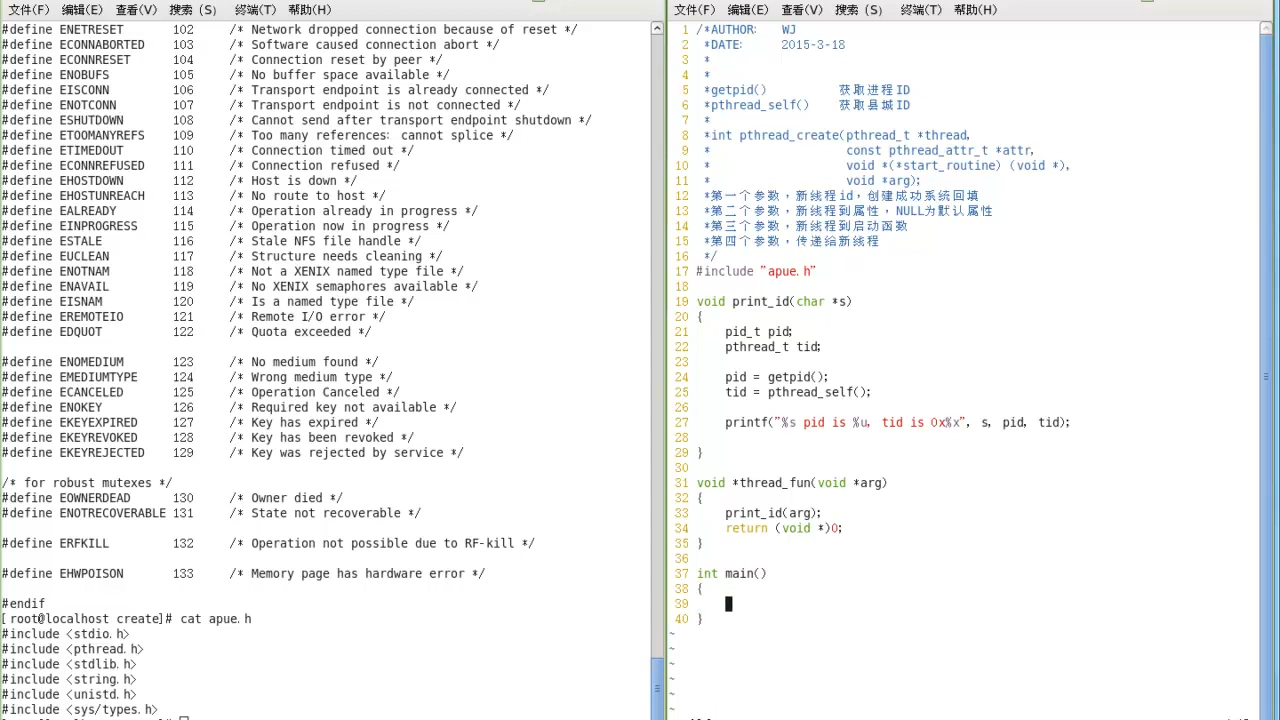 文件(F) 编辑(E) 查看(V) 搜索 (S) 终端(T) 帮助(H)
#define ENETRESET 102 /* Network dropped connection because of reset */
#define ECONNABORTED 103 /* Software caused connection abort */
#define ECONNRESET 104 /* Connection reset by peer */
#define ENOBUFS 105 /* No buffer space available */
#define EISCONN 106 /* Transport endpoint is already connected */
#define ENOTCONN 107 /* Transport endpoint is not connected */
#define ESHUTDOWN 108 /* Cannot send after transport endpoint shutdown */
#define ETOOMANYREFS 109 /* Too many references: cannot splice */
#define ETIMEDOUT 110 /* Connection timed out */
#define ECONNREFUSED 111 /* Connection refused */
#define EHOSTDOWN 112 /* Host is down */
#define EHOSTUNREACH 113 /* No route to host */
#define EALREADY 114 /* Operation already in progress */
#define EINPROGRESS 115 /* Operation now in progress */
#define ESTALE 116 /* Stale NFS file handle */
#define EUCLEAN 117 /* Structure needs cleaning */
#define ENOTNAM 118 /* Not a XENIX named type file */
#define ENAVAIL 119 /* No XENIX semaphores available */
#define EISNAM 120 /* Is a named type file */
#define EREMOTEIO 121 /* Remote I/O error */
#define EDQUOT 122 /* Quota exceeded */
#define ENOMEDIUM 123 /* No medium found */
#define EMEDIUMTYPE 124 /* Wrong medium type */
#define ECANCELED 125 /* Operation Canceled */
#define ENOKEY 126 /* Required key not available */
#define EKEYEXPIRED 127 /* Key has expired */
#define EKEYREVOKED 128 /* Key has been revoked */
#define EKEYREJECTED 129 /* Key was rejected by service */
/* for robust mutexes */
#define EOWNERDEAD 130 /* Owner died */
#define ENOTRECOVERABLE 131 /* State not recoverable */
#define ERFKILL 132 /* Operation not possible due to RF-kill */
#define EHWPOISON 133 /* Memory page has hardware error */
#endif
[root@localhost create]# cat apue.h
#include <stdio.h>
#include <pthread.h>
#include <stdlib.h>
#include <string.h>
#include <unistd.h>
#include <sys/types.h>
文件(F) 编辑(E) 查看(V) 搜索 (S) 终端(T) 帮助(H)
1 /*AUTHOR: WJ
2 *DATE: 2015-3-18
3 *
4 *
5 *getpid() 获取进程ID
6 *pthread_self() 获取县城ID
7 *
8 *int pthread_create(pthread_t *thread,
9 * const pthread_attr_t *attr,
10 * void *(*start_routine) (void *),
11 * void *arg);
12 *第一个参数，新线程id，创建成功系统回填
13 *第二个参数，新线程到属性，NULL为默认属性
14 *第三个参数，新线程到启动函数
15 *第四个参数，传递给新线程
16 */
17 #include "apue.h"
18
19 void print_id(char *s)
20 {
21 pid_t pid;
22 pthread_t tid;
23
24 pid = getpid();
25 tid = pthread_self();
26
27 printf("%s pid is %u, tid is 0x%x", s, pid, tid);
28
29 }
30
31 void *thread_fun(void *arg)
32 {
33 print_id(arg);
34 return (void *)0;
35 }
36
37 int main()
38 {
39
40 }
~
~
~
~
~
~